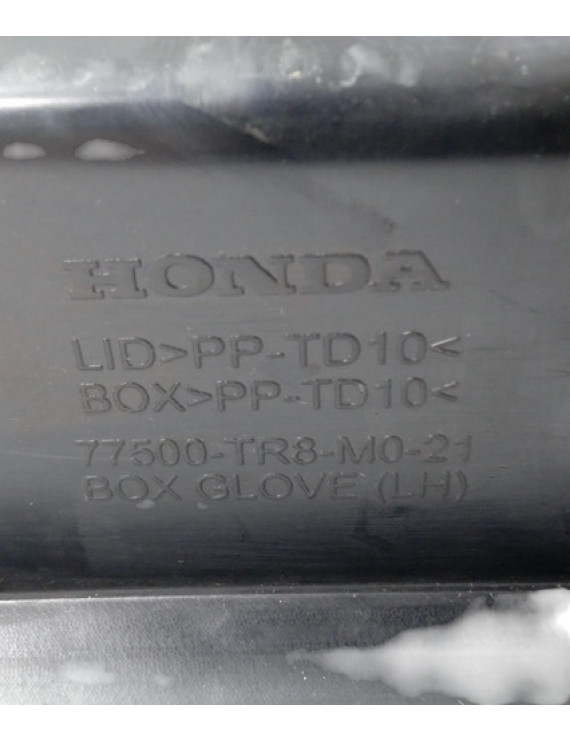 HONDA
LID>PP-TD10<
BOX>PP-TD10<
77500-TR8-M0-21
BOX GLOVE (LH)